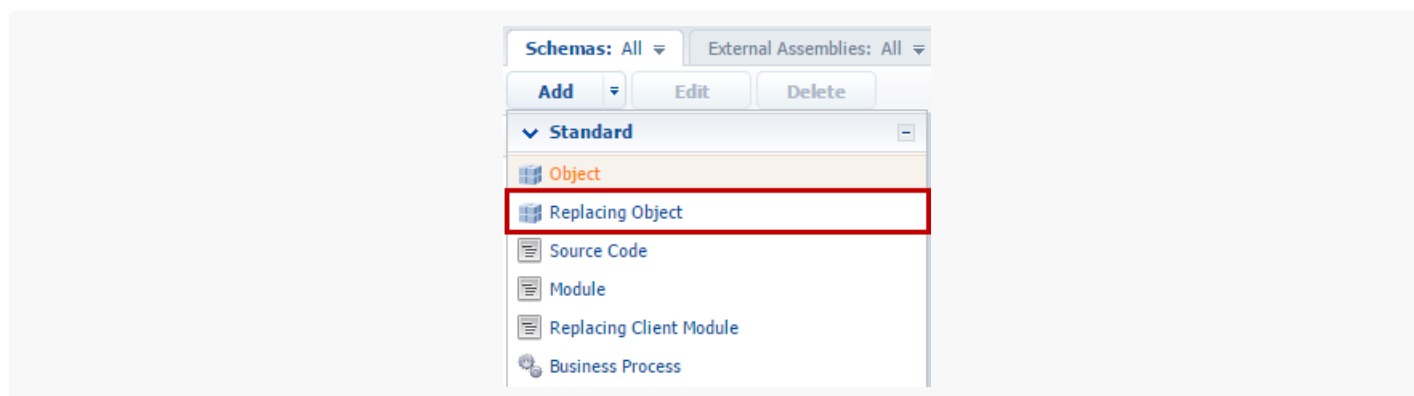 Schemas: All External Assemblies: All
Add Edit Delete
Standard
Object
Replacing Object
Source Code
Module
Replacing Client Module
Business Process